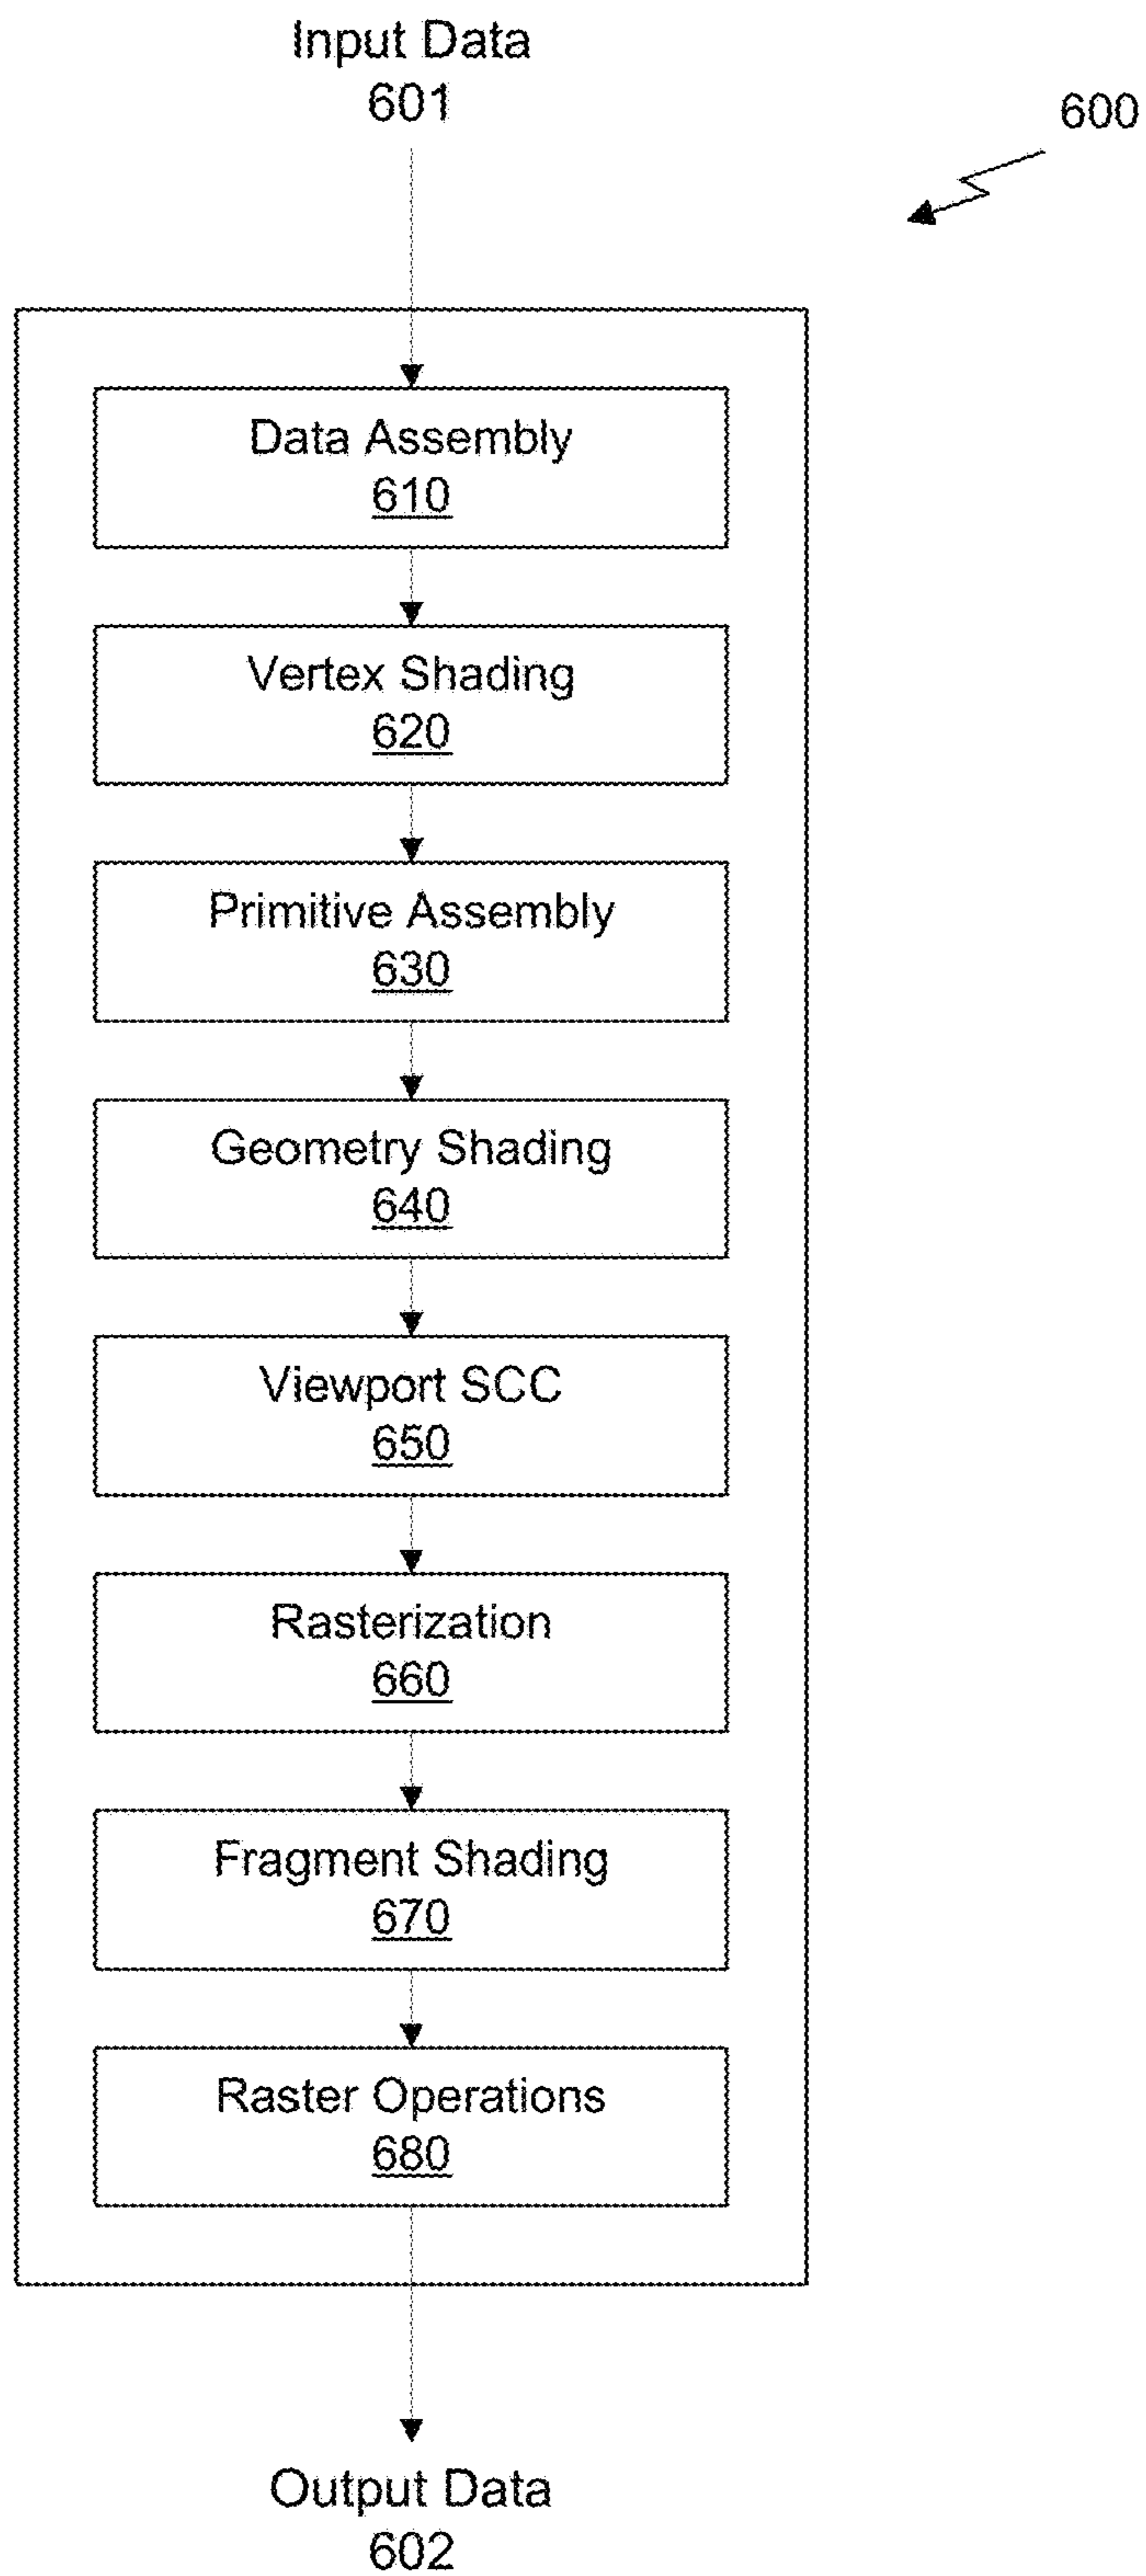 Input Data
601
600
Data Assembly
610
Vertex Shading
620
Primitive Assembly
630
Geometry Shading
640
Viewport SCC
650
Rasterization
660
Fragment Shading
670
Raster Operations
680
Output Data
602